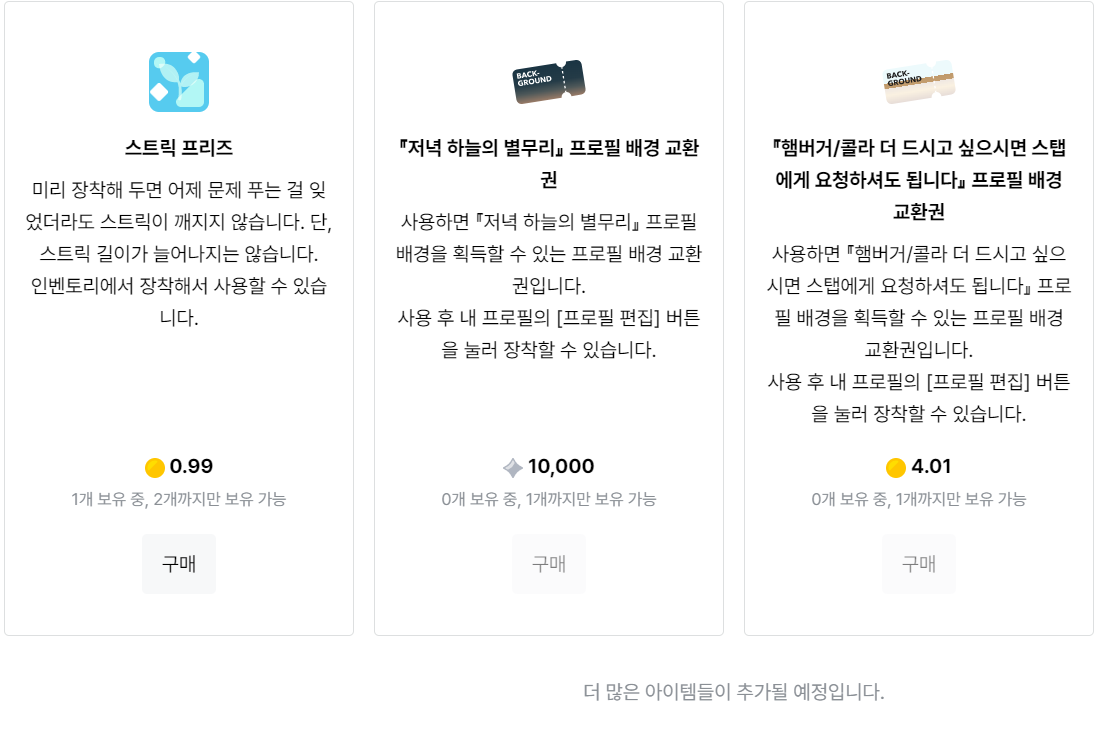 스트릭 프리즈
미리 장착해 두면 어제 문제 푸는 걸 잊
었더라도 스트릭이 깨지지 않습니다. 단,
스트릭 길이가 늘어나지는 않습니다.
인벤토리에서 장착해서 사용할 수 있습
니다.
0.99
1개 보유 중, 2개까지만 보유 가능
구매
BACK-
GROUND
『저녁 하늘의 별무리』 프로필 배경 교환
권
사용하면 『저녁 하늘의 별무리』 프로필
배경을 획득할 수 있는 프로필 배경 교환
권입니다.
사용 후 내 프로필의 [프로필 편집] 버튼
을 눌러 장착할 수 있습니다.
10,000
0개 보유 중, 1개까지만 보유 가능
구매
BACK-
GROUND
『햄버거/콜라 더 드시고 싶으시면 스탭
에게 요청하셔도 됩니다』 프로필 배경
교환권
사용하면 『햄버거/콜라 더 드시고 싶으
시면 스탭에게 요청하셔도 됩니다』 프로
필 배경을 획득할 수 있는 프로필 배경
교환권입니다.
사용 후 내 프로필의 [프로필 편집] 버튼
을 눌러 장착할 수 있습니다.
4.01
0개 보유 중, 1개까지만 보유 가능
구매
더 많은 아이템들이 추가될 예정입니다.